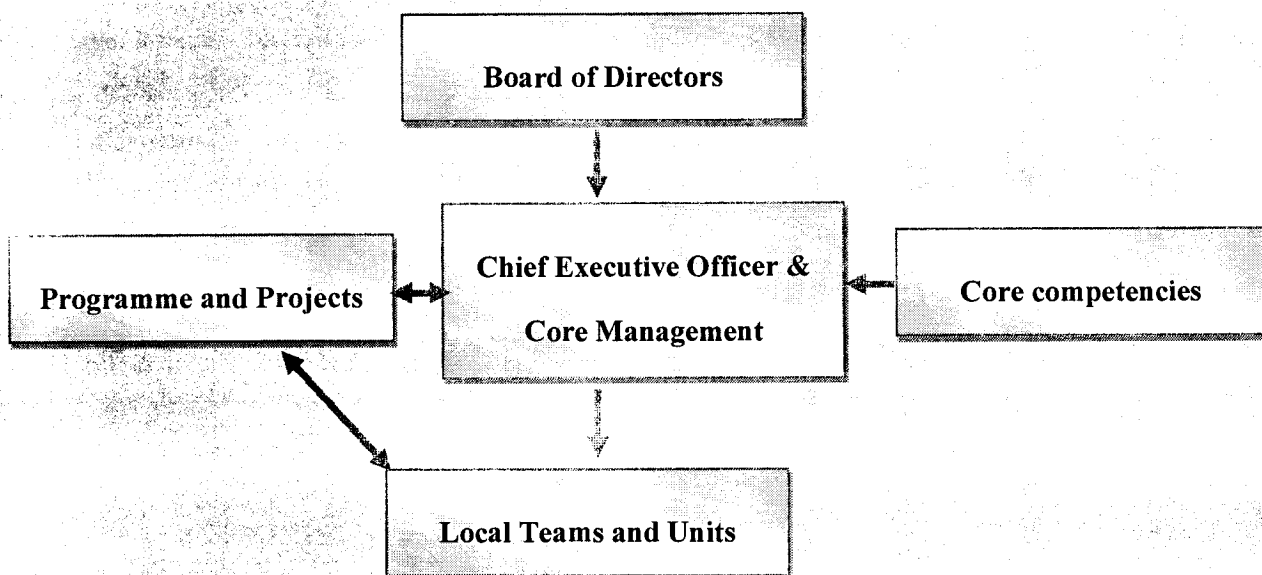 Board of Directors
Chief Executive Officer &
Core Management
Programme and Projects
Core competencies
Local Teams and Units